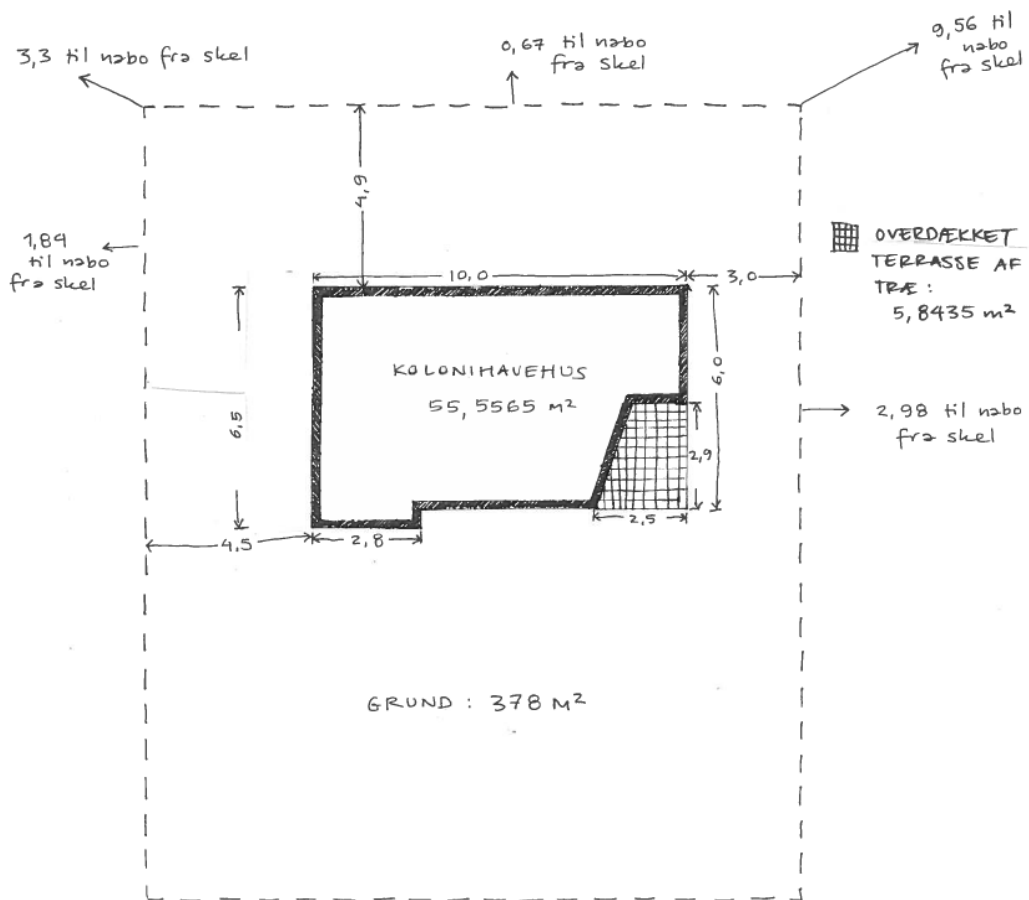 3,3 til nabo fra skel
0,67 til nabo
fra skel
9,56 til
nabo
fra skel
4,9
1,84
til nabo
fra skel
OVERDÆKKET
TERRASSE AF
TRÆ :
5,8435 m²
10,0
3,0
KOLONIHAVEHUS
55,5565 m²
6,5
6,0
2,9
2,98 til nabo
fra skel
2,5
4,5
2,8
GRUND : 378 M²